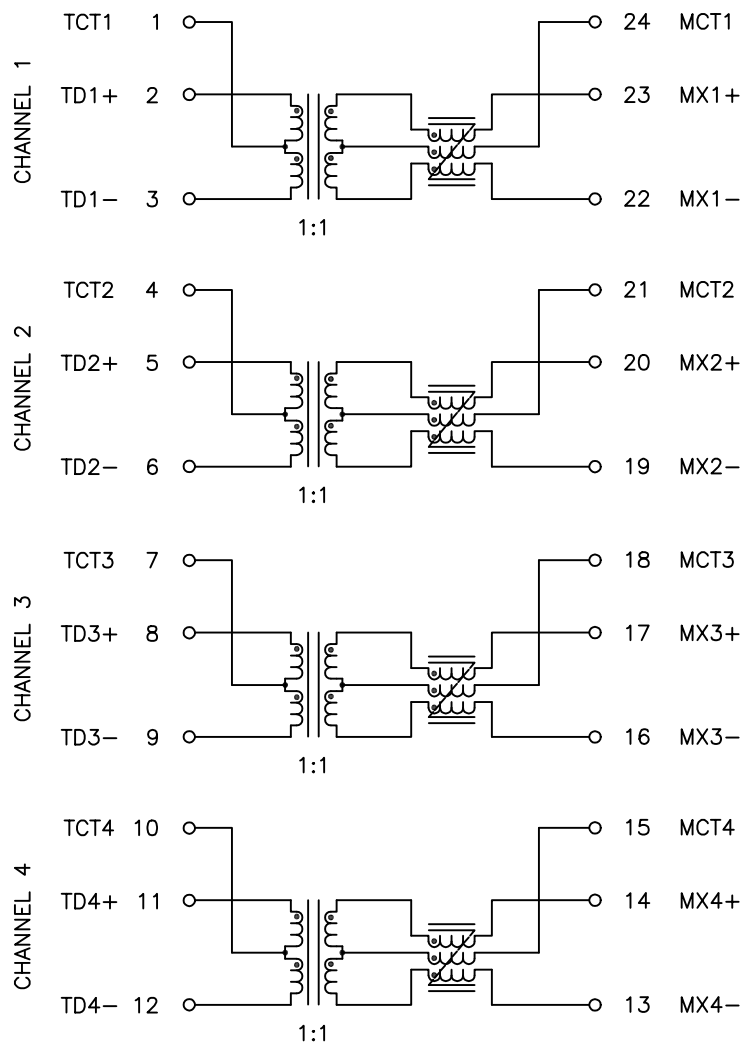 CHANNEL 1
TCT1 1 24 MCT1
TD1+ 2 23 MX1+
TD1− 3 22 MX1−
1:1
CHANNEL 2
TCT2 4 21 MCT2
TD2+ 5 20 MX2+
TD2− 6 19 MX2−
1:1
CHANNEL 3
TCT3 7 18 MCT3
TD3+ 8 17 MX3+
TD3− 9 16 MX3−
1:1
CHANNEL 4
TCT4 10 15 MCT4
TD4+ 11 14 MX4+
TD4− 12 13 MX4−
1:1